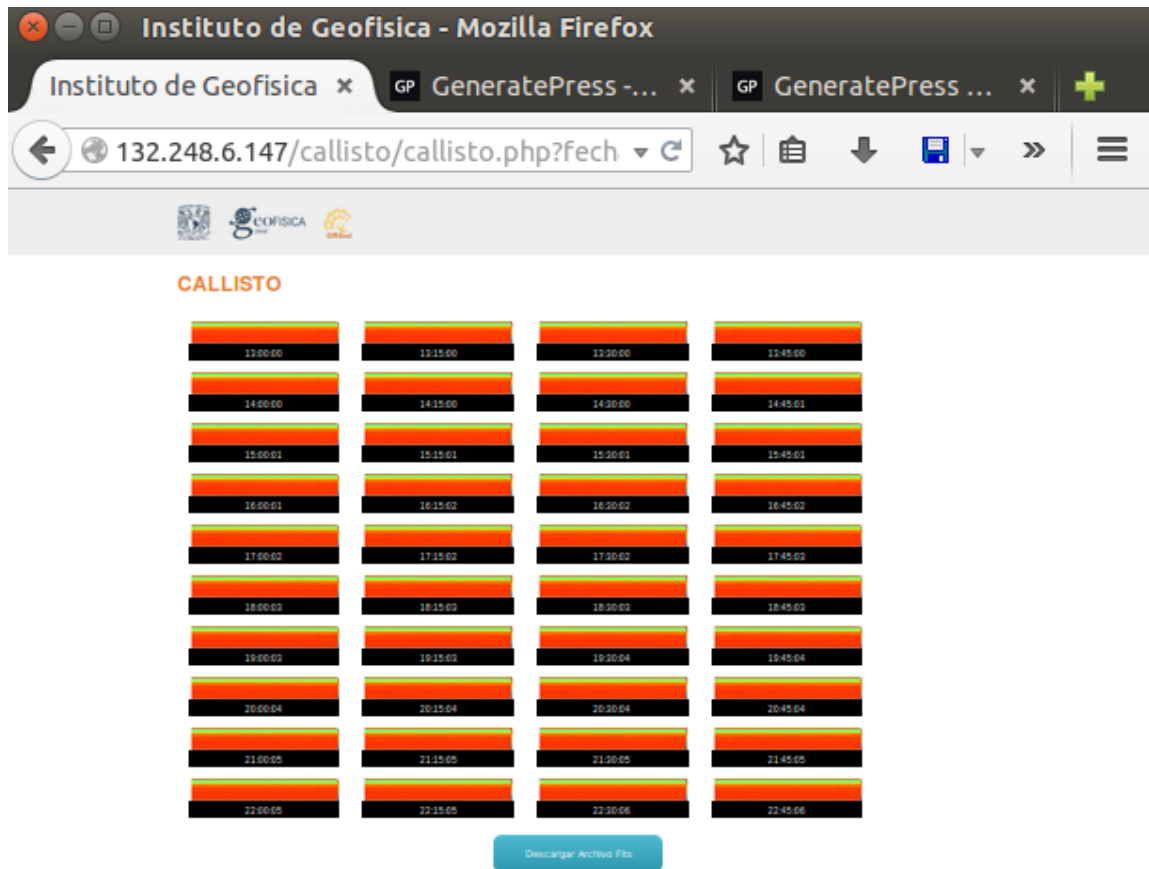 Instituto de Geofisica - Mozilla Firefox
Instituto de Geofisica × GP GeneratePress -... × GP GeneratePress ... ×
132.248.6.147/callisto/callisto.php?fech
GEOFISICA
CALLISTO
13:00:00 13:15:00 13:30:00 13:45:00
14:00:00 14:15:00 14:30:00 14:45:01
15:00:01 15:15:01 15:30:01 15:45:01
16:00:01 16:15:02 16:30:02 16:45:02
17:00:02 17:15:02 17:30:02 17:45:03
18:00:03 18:15:03 18:30:03 18:45:03
19:00:03 19:15:03 19:30:04 19:45:04
20:00:04 20:15:04 20:30:04 20:45:04
21:00:05 21:15:05 21:30:05 21:45:05
22:00:05 22:15:05 22:30:06 22:45:06
Descargar Archivo Fits